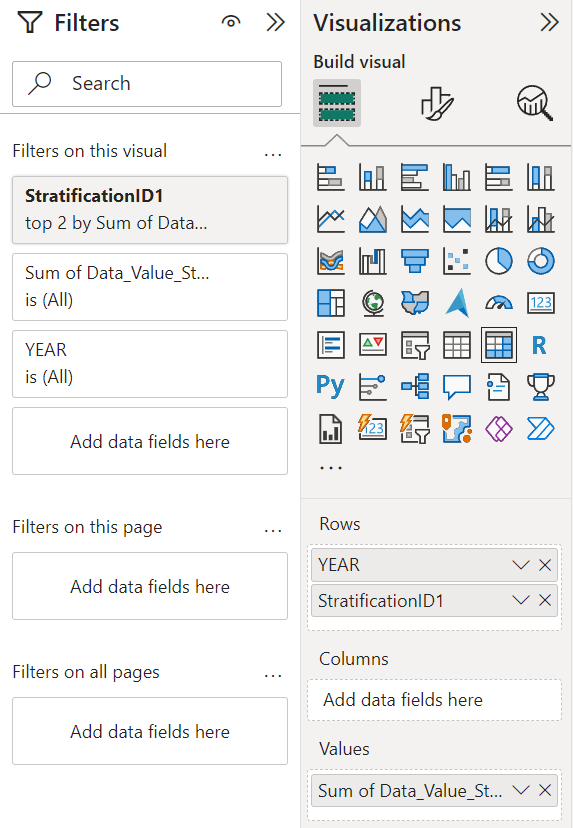 Filters
Search
Filters on this visual
...
StratificationID1
top 2 by Sum of Data...
Sum of Data_Value_St...
is (All)
YEAR
is (All)
Add data fields here
Filters on this page
...
Add data fields here
Filters on all pages
...
Add data fields here
Visualizations
Build visual
123
R
Py
123
...
Rows
YEAR
StratificationID1
Columns
Add data fields here
Values
Sum of Data_Value_St...